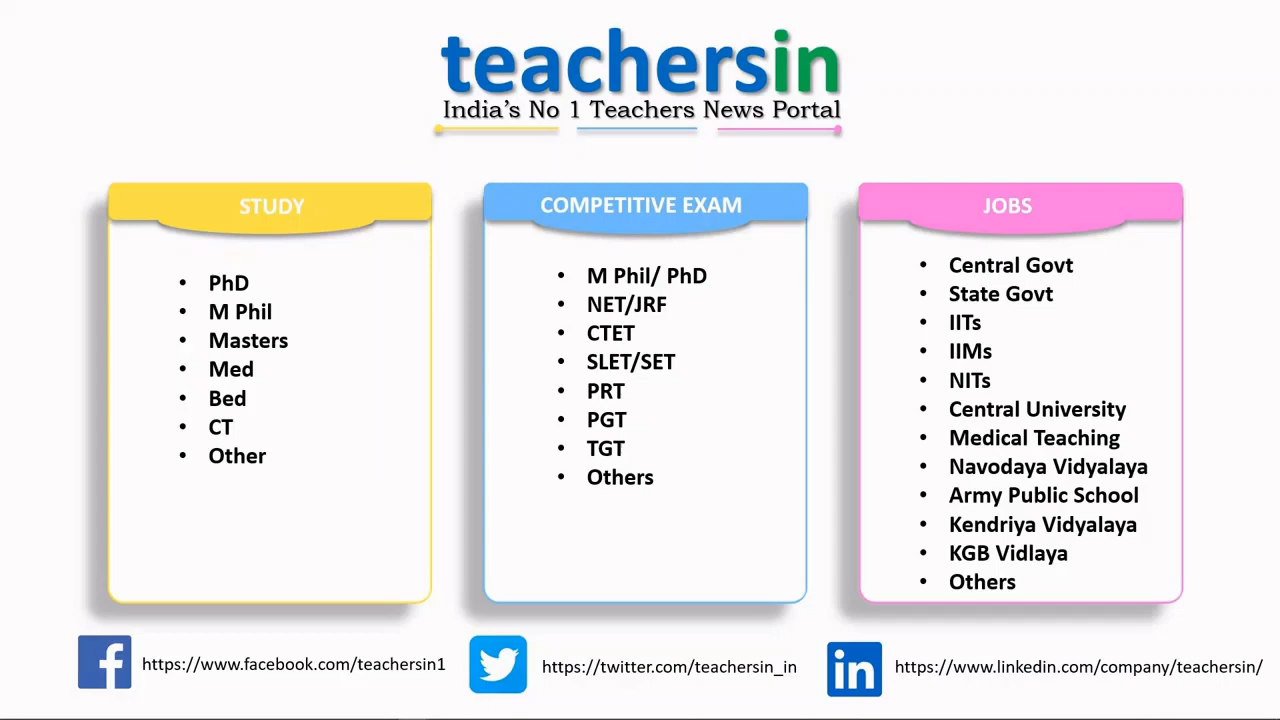 teachersin
India's No 1 Teachers News Portal
STUDY
• PhD
• M Phil
• Masters
• Med
• Bed
• CT
• Other
COMPETITIVE EXAM
• M Phil/ PhD
• NET/JRF
• CTET
• SLET/SET
• PRT
• PGT
• TGT
• Others
JOBS
• Central Govt
• State Govt
• IITs
• IIMs
• NITs
• Central University
• Medical Teaching
• Navodaya Vidyalaya
• Army Public School
• Kendriya Vidyalaya
• KGB Vidlaya
• Others
f https://www.facebook.com/teachersin1
https://twitter.com/teachersin_in
in https://www.linkedin.com/company/teachersin/